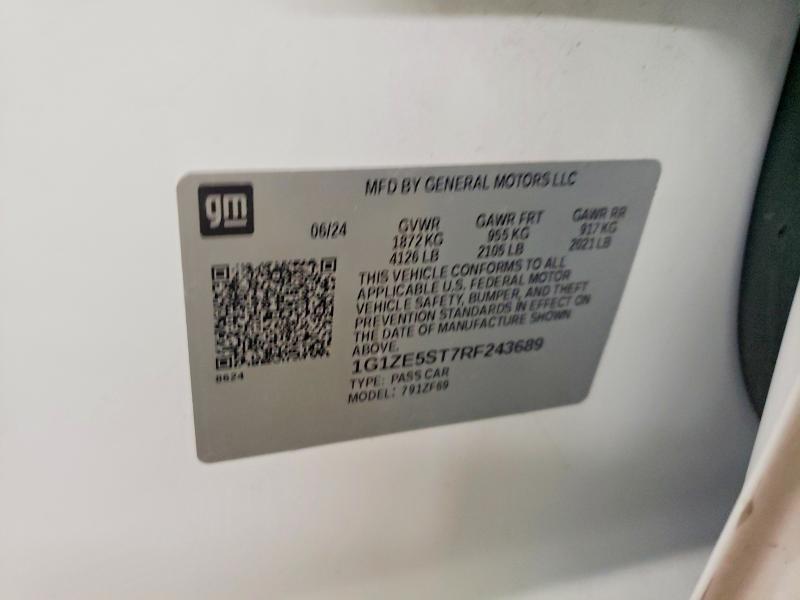 gm
MFD BY GENERAL MOTORS LLC
06/24 GVWR GAWR FRT GAWR RR
1872 KG 955 KG 917 KG
4126 LB 2105 LB 2021 LB
THIS VEHICLE CONFORMS TO ALL
APPLICABLE U.S. FEDERAL MOTOR
VEHICLE SAFETY, BUMPER, AND THEFT
PREVENTION STANDARDS IN EFFECT ON
THE DATE OF MANUFACTURE SHOWN
ABOVE.
1G1ZE5ST7RF243689
TYPE: PASS CAR
MODEL: 791ZF69
8624